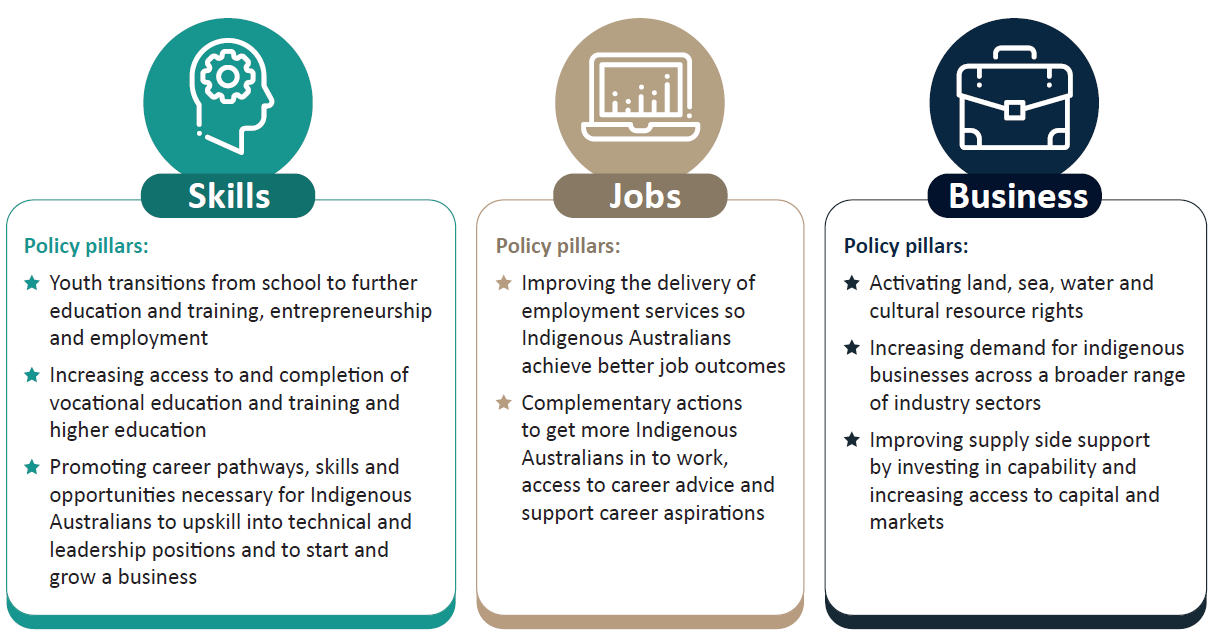 Skills
Policy pillars:
Youth transitions from school to further
education and training, entrepreneurship
and employment
Increasing access to and completion of
vocational education and training and
higher education
Promoting career pathways, skills and
opportunities necessary for Indigenous
Australians to upskill into technical and
leadership positions and to start and
grow a business
Jobs
Policy pillars:
Improving the delivery of
employment services so
Indigenous Australians
achieve better job outcomes
Complementary actions
to get more Indigenous
Australians in to work,
access to career advice and
support career aspirations
Business
Policy pillars:
Activating land, sea, water and
cultural resource rights
Increasing demand for indigenous
businesses across a broader range
of industry sectors
Improving supply side support
by investing in capability and
increasing access to capital and
markets